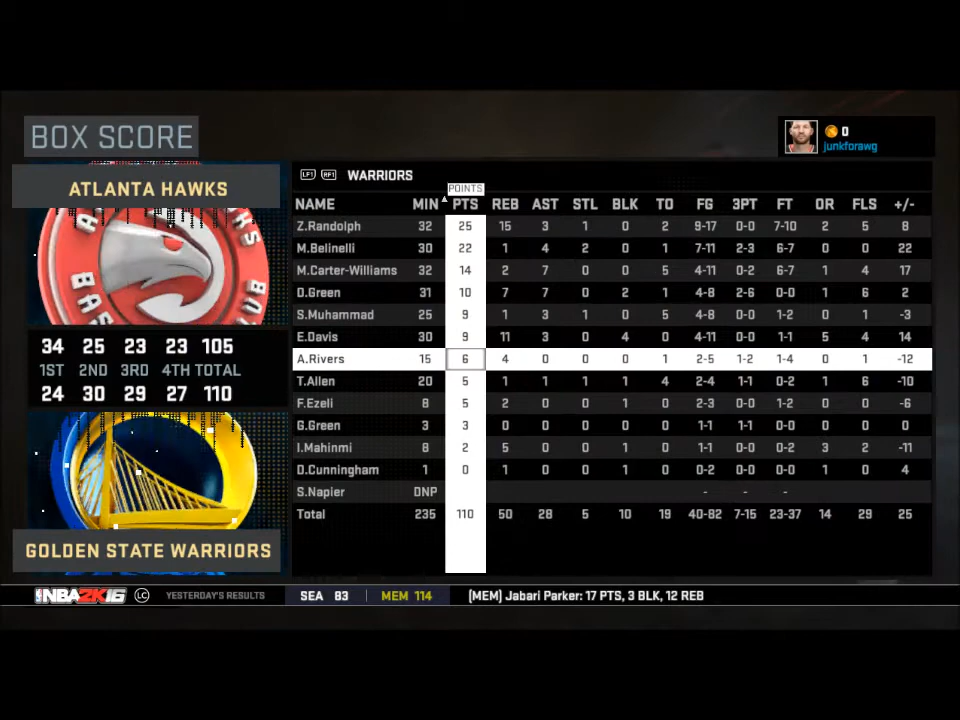 BOX SCORE
0
junkforawg
ATLANTA HAWKS
34 25 23 23 105
1ST 2ND 3RD 4TH TOTAL
24 30 29 27 110
GOLDEN STATE WARRIORS
LF1 RF1 WARRIORS
POINTS
NAME MIN PTS REB AST STL BLK TO FG 3PT FT OR FLS +/-
Z.Randolph 32 25 15 3 1 0 2 9-17 0-0 7-10 2 5 8
M.Belinelli 30 22 1 4 2 0 1 7-11 2-3 6-7 0 0 22
M.Carter-Williams 32 14 2 7 0 0 5 4-11 0-2 6-7 1 4 17
D.Green 31 10 7 7 0 2 1 4-8 2-6 0-0 1 6 2
S.Muhammad 25 9 1 3 1 0 5 4-8 0-0 1-2 0 1 -3
E.Davis 30 9 11 3 0 4 0 4-11 0-0 1-1 5 4 14
A.Rivers 15 6 4 0 0 0 1 2-5 1-2 1-4 0 1 -12
T.Allen 20 5 1 1 1 1 4 2-4 1-1 0-2 1 6 -10
F.Ezeli 8 5 2 0 0 1 0 2-3 0-0 1-2 0 0 -6
G.Green 3 3 0 0 0 0 0 1-1 1-1 0-0 0 0 0
I.Mahinmi 8 2 5 0 0 1 0 1-1 0-0 0-2 3 2 -11
D.Cunningham 1 0 1 0 0 1 0 0-2 0-0 0-0 1 0 4
S.Napier DNP - - -
Total 235 110 50 28 5 10 19 40-82 7-15 23-37 14 29 25
NBA2K16 LC YESTERDAY'S RESULTS SEA 83 MEM 114 [MEM] Jabari Parker: 17 PTS, 3 BLK, 12 REB